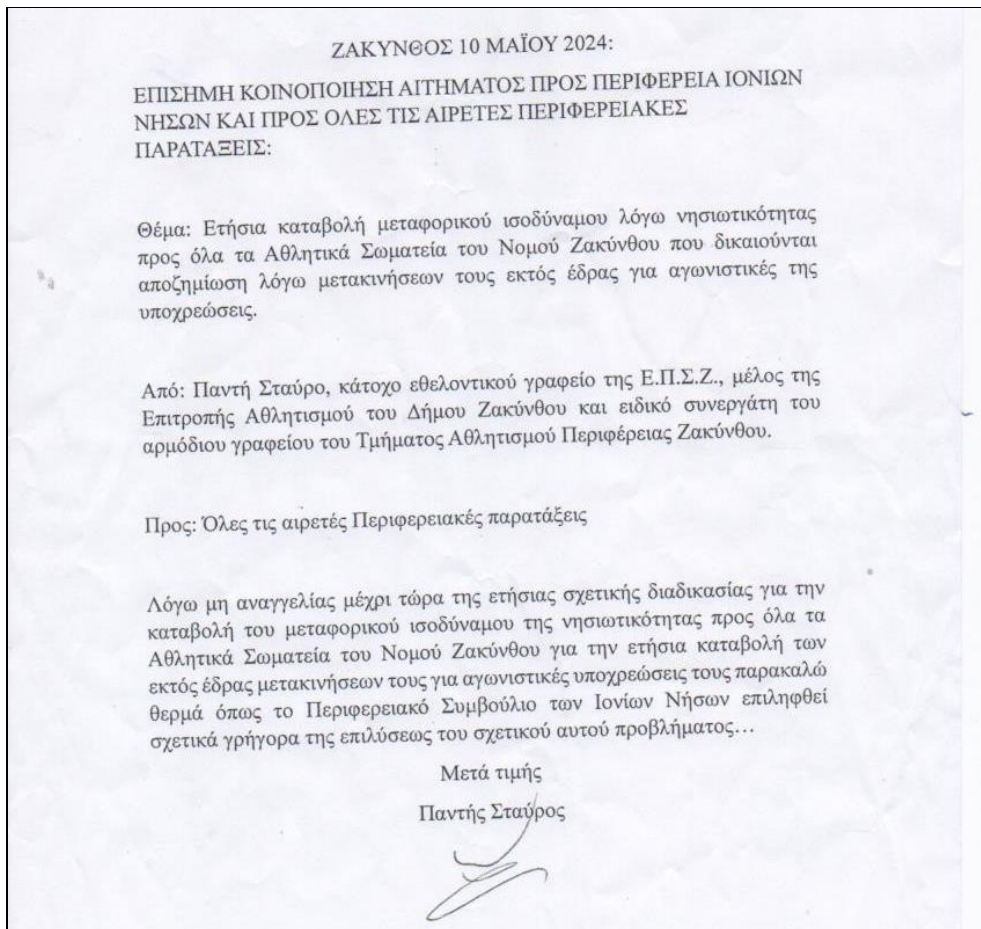 ΖΑΚΥΝΘΟΣ 10 ΜΑΪΟΥ 2024:
ΕΠΙΣΗΜΗ ΚΟΙΝΟΠΟΙΗΣΗ ΑΙΤΗΜΑΤΟΣ ΠΡΟΣ ΠΕΡΙΦΕΡΕΙΑ ΙΟΝΙΩΝ
ΝΗΣΩΝ ΚΑΙ ΠΡΟΣ ΟΛΕΣ ΤΙΣ ΑΙΡΕΤΕΣ ΠΕΡΙΦΕΡΕΙΑΚΕΣ
ΠΑΡΑΤΑΞΕΙΣ:
Θέμα: Ετήσια καταβολή μεταφορικού ισοδύναμου λόγω νησιωτικότητας
προς όλα τα Αθλητικά Σωματεία του Νομού Ζακύνθου που δικαιούνται
αποζημίωση λόγω μετακινήσεων τους εκτός έδρας για αγωνιστικές της
υποχρεώσεις.
Από: Παντή Σταύρο, κάτοχο εθελοντικού γραφείο της Ε.Π.Σ.Ζ., μέλος της
Επιτροπής Αθλητισμού του Δήμου Ζακύνθου και ειδικό συνεργάτη του
αρμόδιου γραφείου του Τμήματος Αθλητισμού Περιφέρειας Ζακύνθου.
Προς: Όλες τις αιρετές Περιφερειακές παρατάξεις
Λόγω μη αναγγελίας μέχρι τώρα της ετήσιας σχετικής διαδικασίας για την
καταβολή του μεταφορικού ισοδύναμου της νησιωτικότητας προς όλα τα
Αθλητικά Σωματεία του Νομού Ζακύνθου για την ετήσια καταβολή των
εκτός έδρας μετακινήσεων τους για αγωνιστικές υποχρεώσεις τους παρακαλώ
θερμά όπως το Περιφερειακό Συμβούλιο των Ιονίων Νήσων επιληφθεί
σχετικά γρήγορα της επιλύσεως του σχετικού αυτού προβλήματος…
Μετά τιμής
Παντής Σταύρος